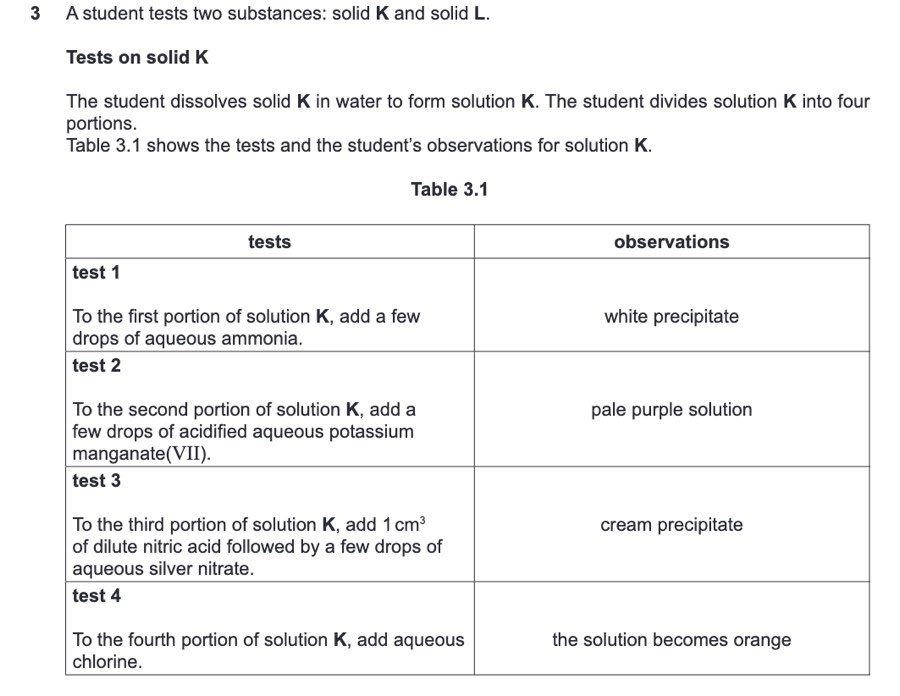 3 A student tests two substances: solid K and solid L.
Tests on solid K
The student dissolves solid K in water to form solution K. The student divides solution K into four
portions.
Table 3.1 shows the tests and the student's observations for solution K.
Table 3.1
tests observations
test 1
To the first portion of solution K, add a few
drops of aqueous ammonia.
white precipitate
test 2
To the second portion of solution K, add a
few drops of acidified aqueous potassium
manganate(VII).
pale purple solution
test 3
To the third portion of solution K, add 1 cm³
of dilute nitric acid followed by a few drops of
aqueous silver nitrate.
cream precipitate
test 4
To the fourth portion of solution K, add aqueous
chlorine.
the solution becomes orange